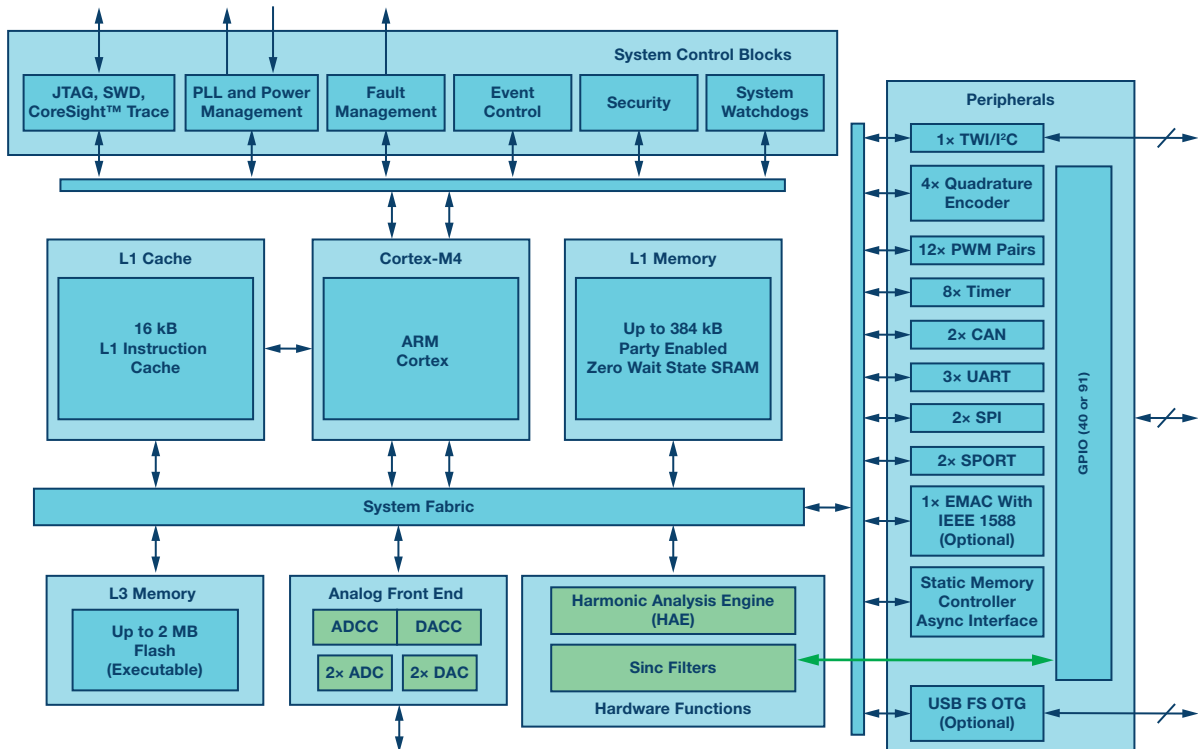 System Control Blocks
JTAG, SWD,
CoreSight™ Trace
PLL and Power
Management
Fault
Management
Event
Control
Security
System
Watchdogs
L1 Cache
16 kB
L1 Instruction
Cache
Cortex-M4
ARM
Cortex
L1 Memory
Up to 384 kB
Party Enabled
Zero Wait State SRAM
System Fabric
L3 Memory
Up to 2 MB
Flash
(Executable)
Analog Front End
ADCC
DACC
2× ADC
2× DAC
Harmonic Analysis Engine
(HAE)
Sinc Filters
Hardware Functions
Peripherals
1× TWI/I²C
4× Quadrature
Encoder
12× PWM Pairs
8× Timer
2× CAN
3× UART
2× SPI
2× SPORT
1× EMAC With
IEEE 1588
(Optional)
Static Memory
Controller
Async Interface
USB FS OTG
(Optional)
GPIO (40 or 91)